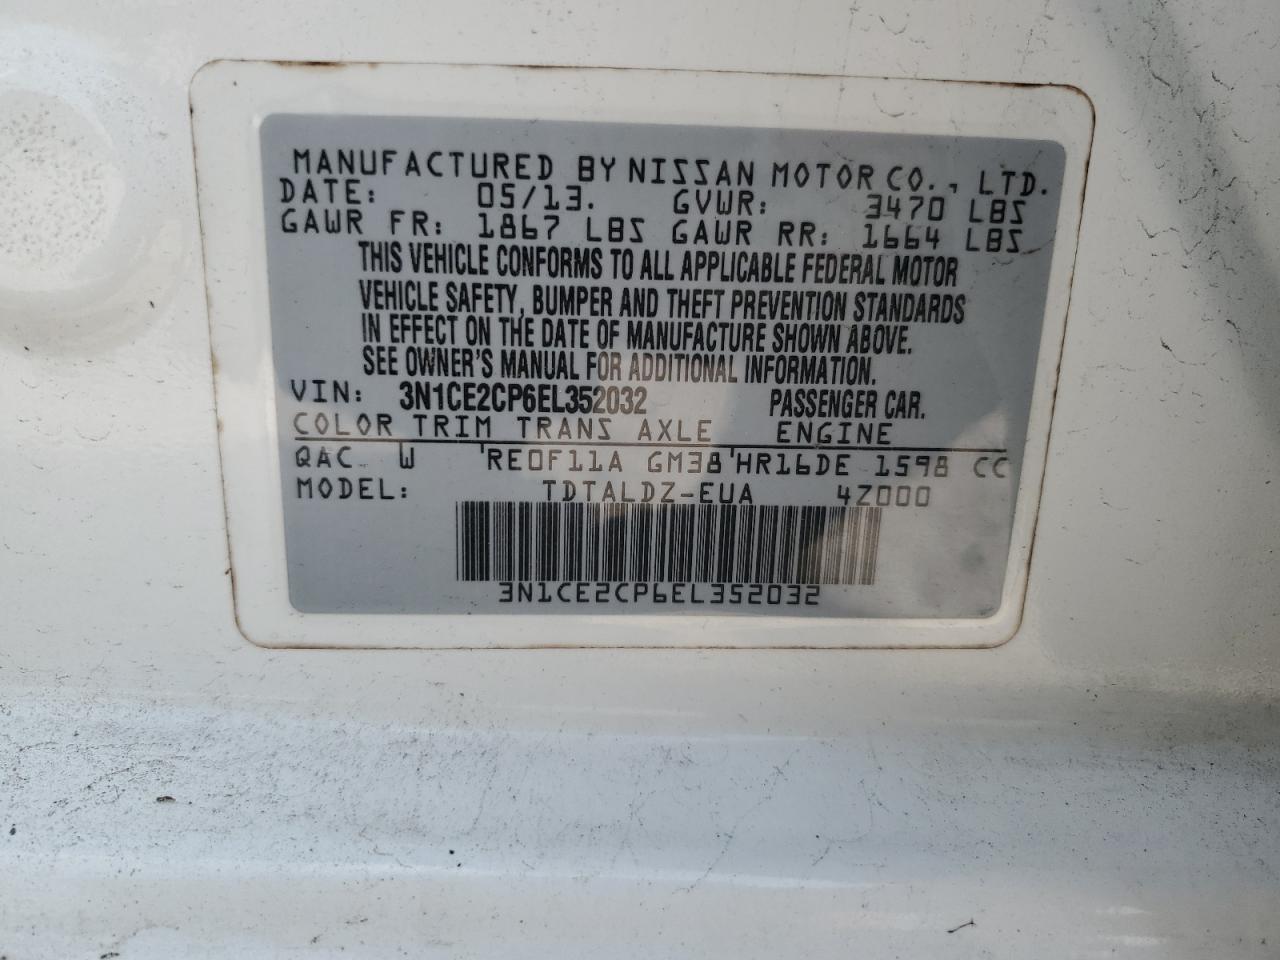 MANUFACTURED BY NISSAN MOTOR CO., LTD.
DATE: 05/13. GVWR: 3470 LBS
GAWR FR: 1867 LBS GAWR RR: 1664 LBS
THIS VEHICLE CONFORMS TO ALL APPLICABLE FEDERAL MOTOR
VEHICLE SAFETY, BUMPER AND THEFT PREVENTION STANDARDS
IN EFFECT ON THE DATE OF MANUFACTURE SHOWN ABOVE.
SEE OWNER'S MANUAL FOR ADDITIONAL INFORMATION.
VIN: 3N1CE2CP6EL352032 PASSENGER CAR.
COLOR TRIM TRANS AXLE ENGINE
QAC W 'RE0F11A GM38'HR16DE 1598 CC
MODEL: TDTALDZ-EUA 4Z000
3N1CE2CP6EL352032